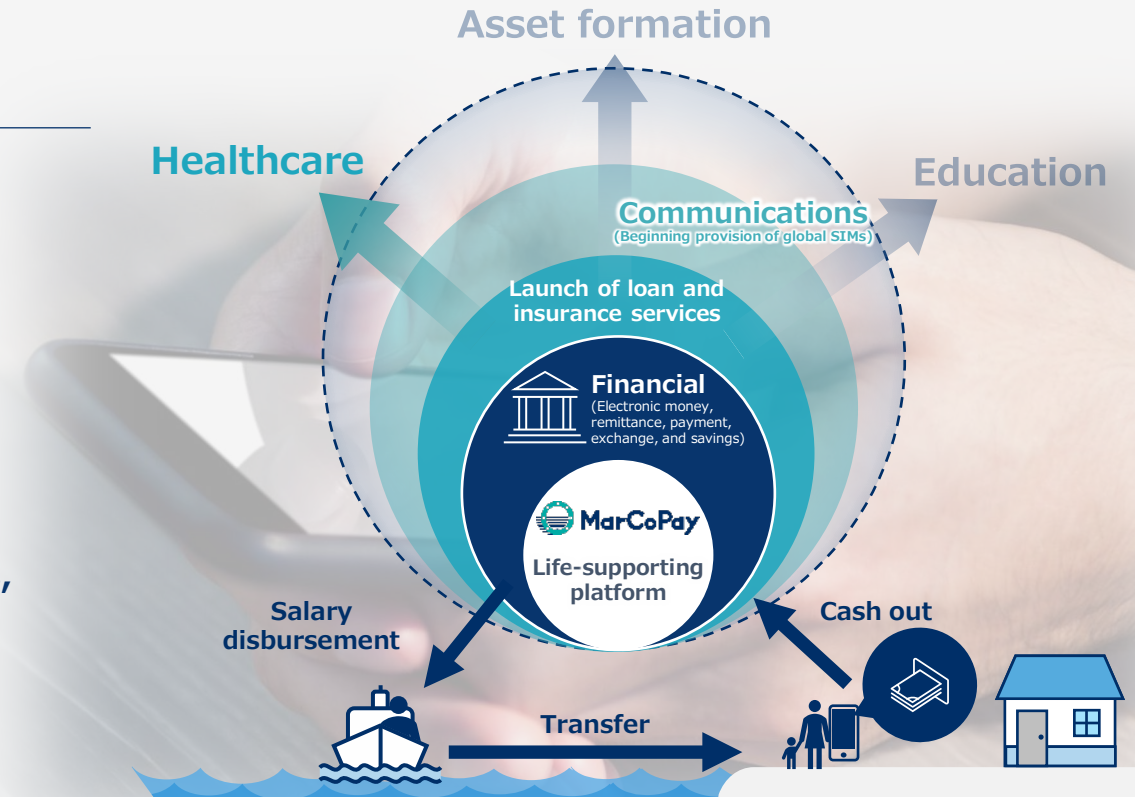 Asset formation
Healthcare
Education
Communications
(Beginning provision of global SIMs)
Launch of loan and
insurance services
Financial
(Electronic money,
remittance, payment,
exchange, and savings)
MarCoPay
Life-supporting
platform
,
Salary
disbursement
Cash out
Transfer